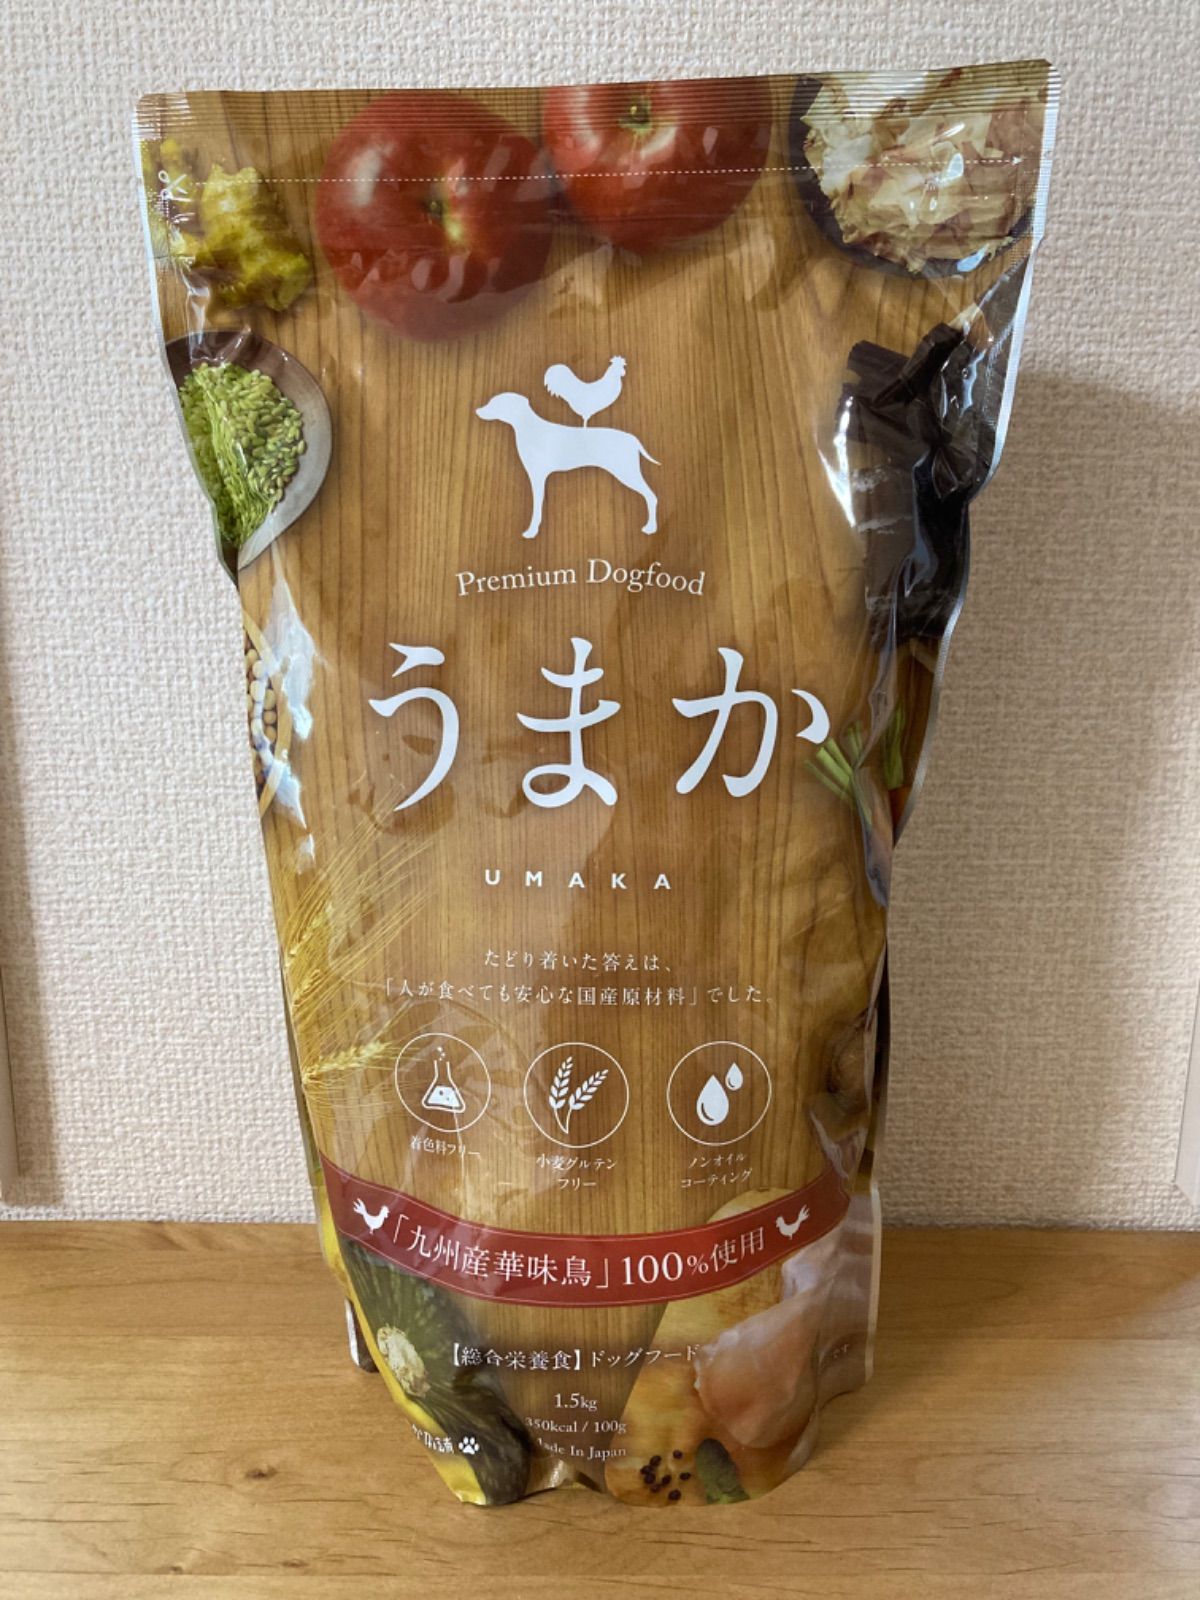 Premium Dogfood
うまか
UMAKA
たどり着いた答えは、
「人が食べても安心な国産原材料」でした。
着色料フリー
小麦グルテン
フリー
ノンオイル
コーティング
「九州産華味鳥」100%使用
【総合栄養食】ドッグフード
1.5kg
350kcal / 100g
Made In Japan
です